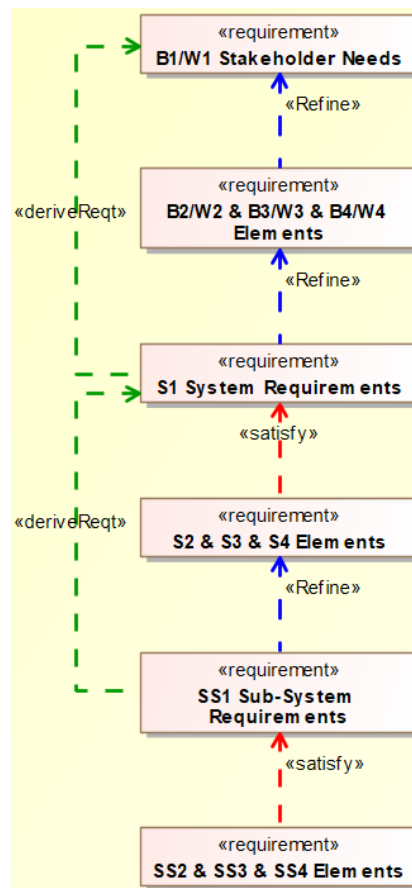 «requirement»
B1/W1 Stakeholder Needs
«Refine»
«requirement»
«deriveReqt»
B2/W2 & B3/W3 & B4/W4
Elements
«Refine»
«requirement»
S1 System Requirements
«satisfy»
«requirement»
«deriveReqt»
S2 & S3 & S4 Elements
«Refine»
«requirement»
SS1 Sub-System
Requirements
«satisfy»
«requirement»
SS2 & SS3 & SS4 Elements